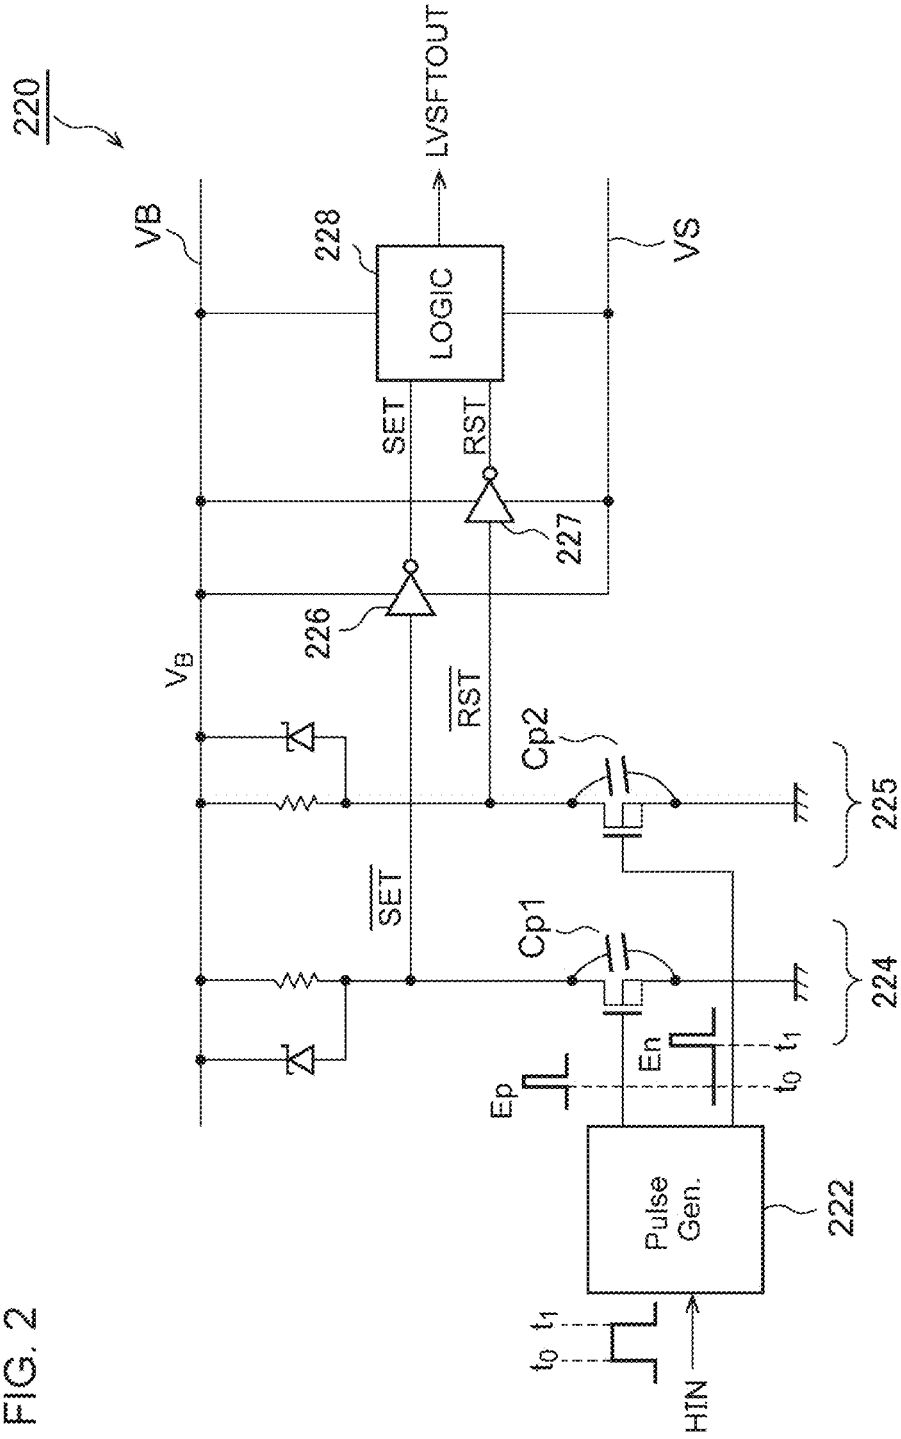 FIG. 2
220
VB
V_B
VS
HIN
t0
t1
Pulse
Gen.
222
Ep
En
t0
t1
224
225
Cp1
Cp2
SET
RST
226
227
SET
RST
LOGIC
228
LVSFTOUT